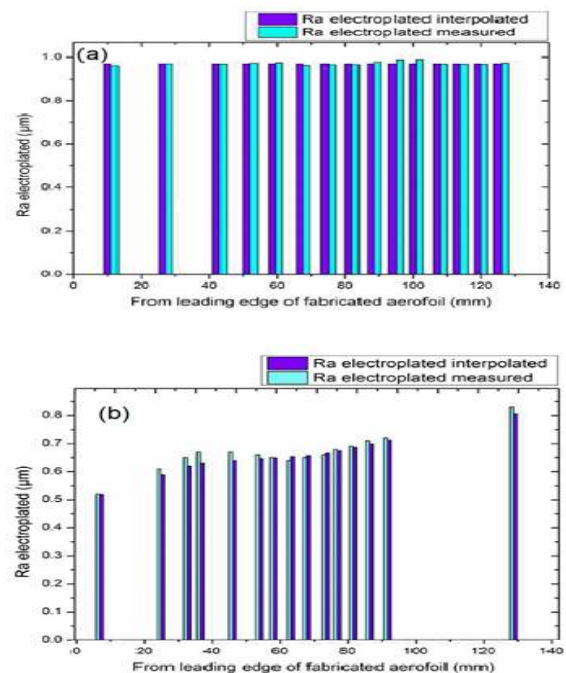 Ra electroplated interpolated
Ra electroplated measured
(a)
1.0
0.8
0.6
0.4
0.2
0.0
Ra electroplated (μm)
0 20 40 60 80 100 120 140
From leading edge of fabricated aerofoil (mm)
Ra electroplated interpolated
Ra electroplated measured
(b)
0.8
0.7
0.6
0.5
0.4
0.3
0.2
0.1
0.0
Ra electroplated (μm)
0 20 40 60 80 100 120 140
From leading edge of fabricated aerofoil (mm)